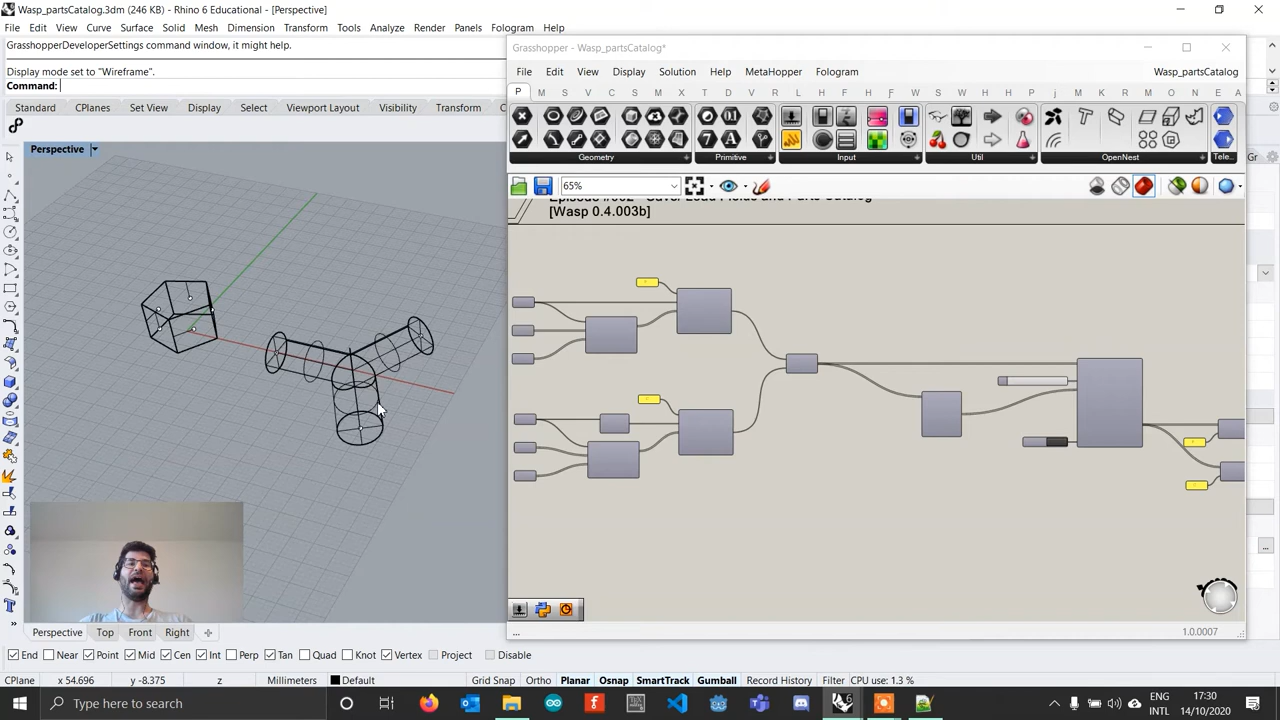 Wasp_partsCatalog.3dm (246 KB) - Rhino 6 Educational - [Perspective]
File Edit View Curve Surface Solid Mesh Dimension Transform Tools Analyze Render Panels Fologram
GrasshopperDeveloperSettings command window, it might help.
Display mode set to "Wireframe".
Command:
Standard CPlanes Set View Display Select Viewport Layout Visibility Transform
Perspective
Grasshopper - Wasp_partsCatalog*
File Edit View Display Solution Help MetaHopper Fologram Wasp_partsCatalog
P M S V C S M X T D V R K H H F W S W S H P j M R O N E A
Geometry Primitive Input Util OpenNest Tele...
65%
[Wasp 0.4.003b]
... 1.0.0007
Gr
Perspective Top Front Right
End Near Point Mid Cen Int Perp Tan Quad Knot Vertex Project Disable
CPlane x 54.696 y -8.375 Millimeters Default Grid Snap Ortho Planar Osnap SmartTrack Gumball Record History Filter CPU use: 1.3 %
Type here to search
ENG 17:30
INTL 14/10/2020